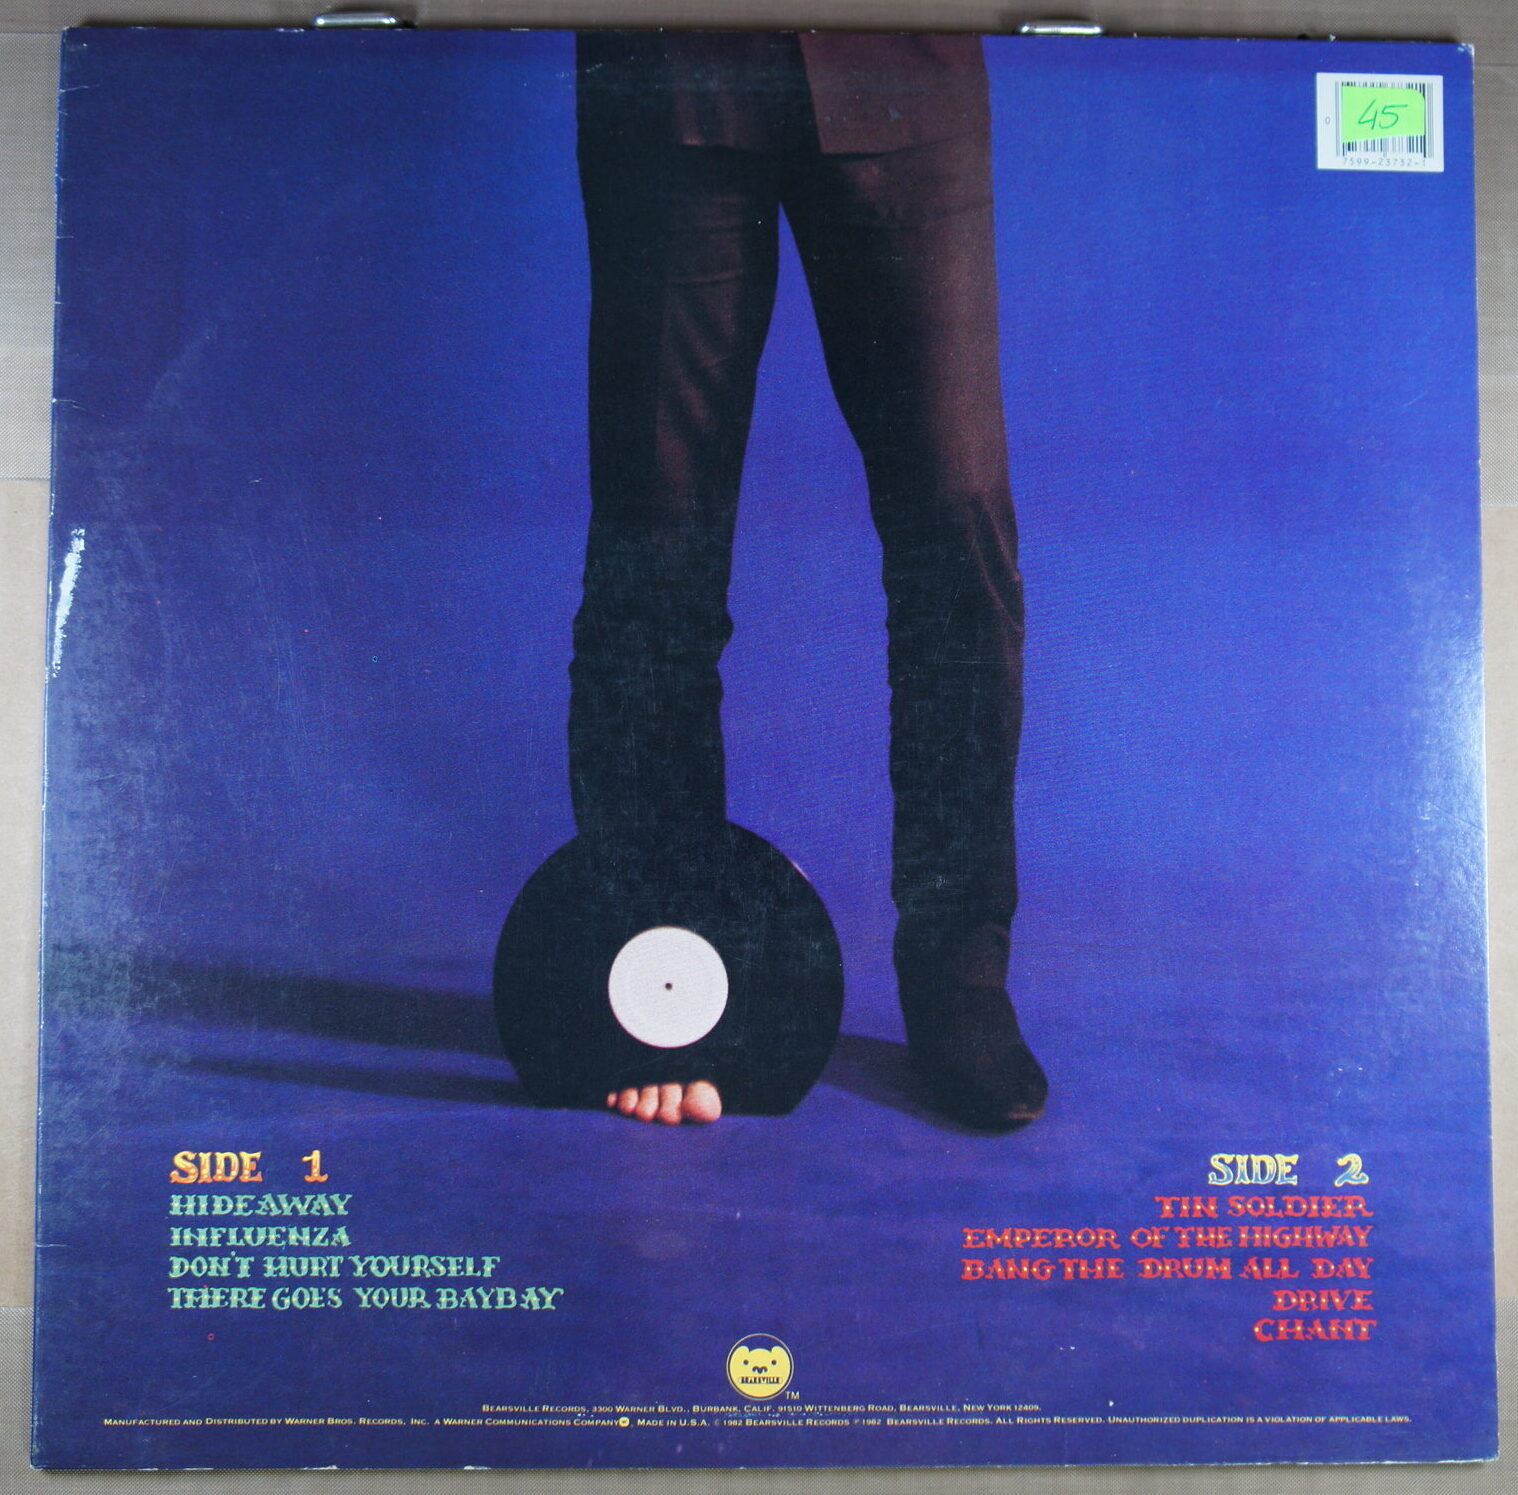 45
0
7599-23732-1
SIDE 1
HIDEAWAY
INFLUENZA
DON'T HURT YOURSELF
THERE GOES YOUR BAYBAY
SIDE 2
TIN SOLDIER
EMPEROR OF THE HIGHWAY
BANG THE DRUM ALL DAY
DRIVE
CHANT
BEARSVILLE
TM
BEARSVILLE RECORDS, 3300 WARNER BLVD., BURBANK, CALIF. 91510 WITTENBERG ROAD, BEARSVILLE, NEW YORK 12409.
MANUFACTURED AND DISTRIBUTED BY WARNER BROS. RECORDS, INC. A WARNER COMMUNICATIONS COMPANY, MADE IN U.S.A. © 1982 BEARSVILLE RECORDS ℗ 1982 BEARSVILLE RECORDS. ALL RIGHTS RESERVED. UNAUTHORIZED DUPLICATION IS A VIOLATION OF APPLICABLE LAWS.